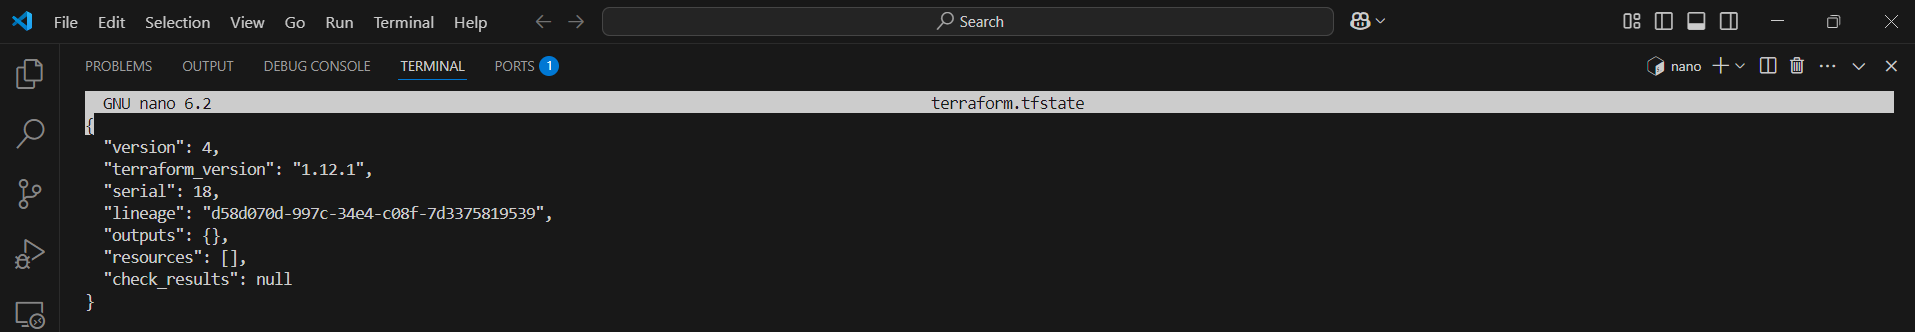 File Edit Selection View Go Run Terminal Help Search
PROBLEMS OUTPUT DEBUG CONSOLE TERMINAL PORTS 1 nano
GNU nano 6.2 terraform.tfstate
{
"version": 4,
"terraform_version": "1.12.1",
"serial": 18,
"lineage": "d58d070d-997c-34e4-c08f-7d3375819539",
"outputs": {},
"resources": [],
"check_results": null
}